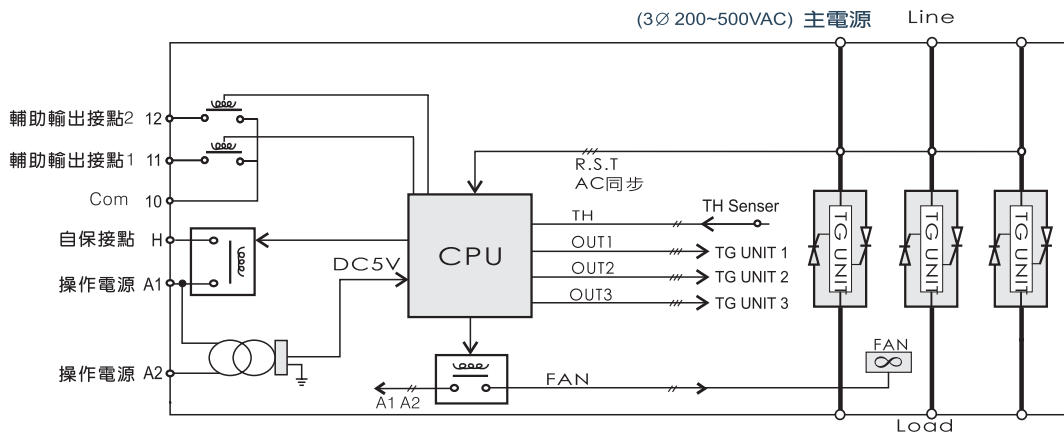 (3∅ 200~500VAC) 主電源 Line
輔助輸出接點2 12
輔助輸出接點1 11
Com 10
自保接點 H
操作電源 A1
操作電源 A2
DC5V
CPU
R.S.T
AC同步
TH
TH Senser
OUT1
TG UNIT 1
OUT2
TG UNIT 2
OUT3
TG UNIT 3
TG UNIT
TG UNIT
TG UNIT
FAN
A1 A2
FAN
Load